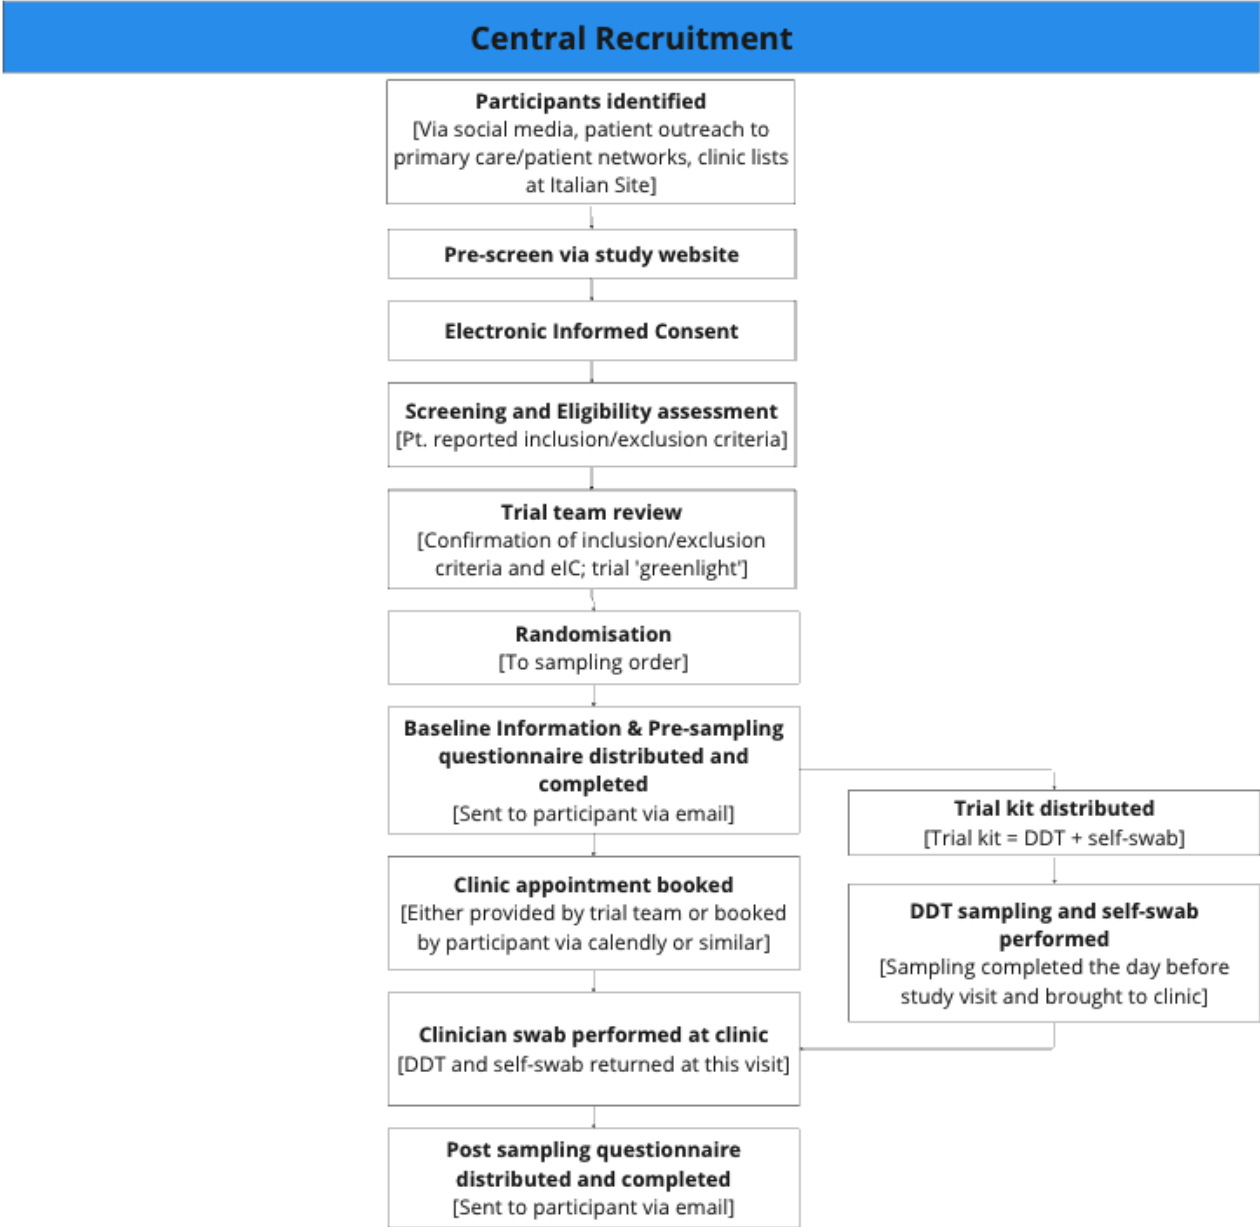 Central Recruitment
Participants identified
[Via social media, patient outreach to
primary care/patient networks, clinic lists
at Italian Site]
Pre-screen via study website
Electronic Informed Consent
Screening and Eligibility assessment
[Pt. reported inclusion/exclusion criteria]
Trial team review
[Confirmation of inclusion/exclusion
criteria and eIC; trial 'greenlight']
Randomisation
[To sampling order]
Baseline Information & Pre-sampling
questionnaire distributed and
completed
[Sent to participant via email]
Trial kit distributed
[Trial kit = DDT + self-swab]
Clinic appointment booked
[Either provided by trial team or booked
by participant via calendly or similar]
DDT sampling and self-swab
performed
[Sampling completed the day before
study visit and brought to clinic]
Clinician swab performed at clinic
[DDT and self-swab returned at this visit]
Post sampling questionnaire
distributed and completed
[Sent to participant via email]